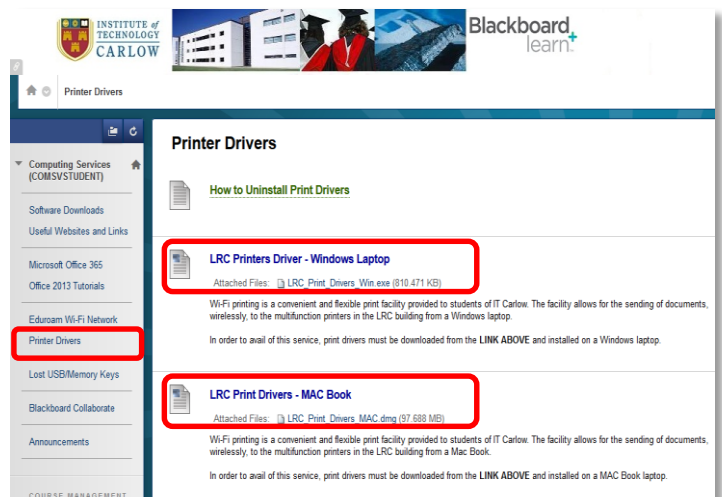 INSTITUTE of
TECHNOLOGY
CARLOW
Blackboard
learn+
Printer Drivers
Computing Services
(COMSVSTUDENT)
Software Downloads
Useful Websites and Links
Microsoft Office 365
Office 2013 Tutorials
Eduroam Wi-Fi Network
Printer Drivers
Lost USB/Memory Keys
Blackboard Collaborate
Announcements
COURSE MANAGEMENT
Printer Drivers
How to Uninstall Print Drivers
LRC Printers Driver - Windows Laptop
Attached Files: LRC_Print_Drivers_Win.exe (810.471 KB)
Wi-Fi printing is a convenient and flexible print facility provided to students of IT Carlow. The facility allows for the sending of documents,
wirelessly, to the multifunction printers in the LRC building from a Windows laptop.
In order to avail of this service, print drivers must be downloaded from the LINK ABOVE and installed on a Windows laptop.
LRC Print Drivers - MAC Book
Attached Files: LRC_Print_Drivers_MAC.dmg (97.688 MB)
Wi-Fi printing is a convenient and flexible print facility provided to students of IT Carlow. The facility allows for the sending of documents,
wirelessly, to the multifunction printers in the LRC building from a Mac Book.
In order to avail of this service, print drivers must be downloaded from the LINK ABOVE and installed on a MAC Book laptop.